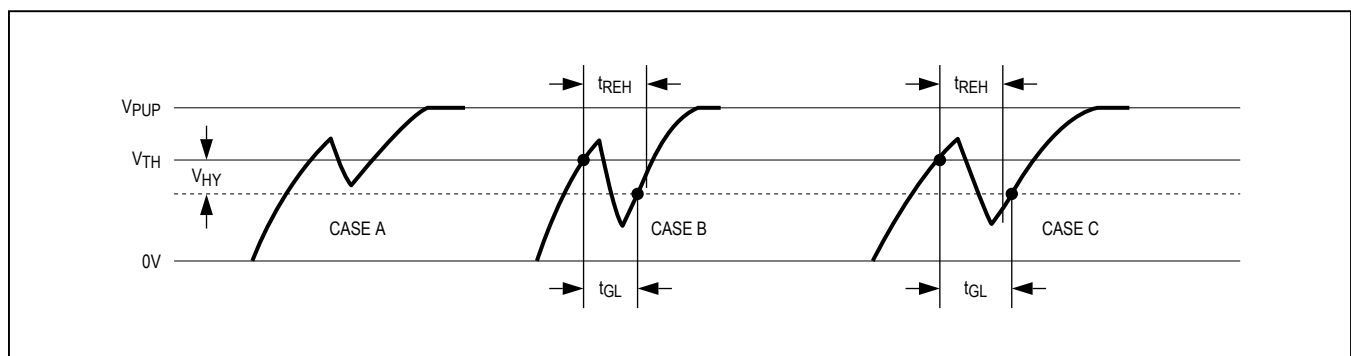 tREH
tREH
VPUP
VTH
VHY
CASE A
CASE B
CASE C
0V
tGL
tGL